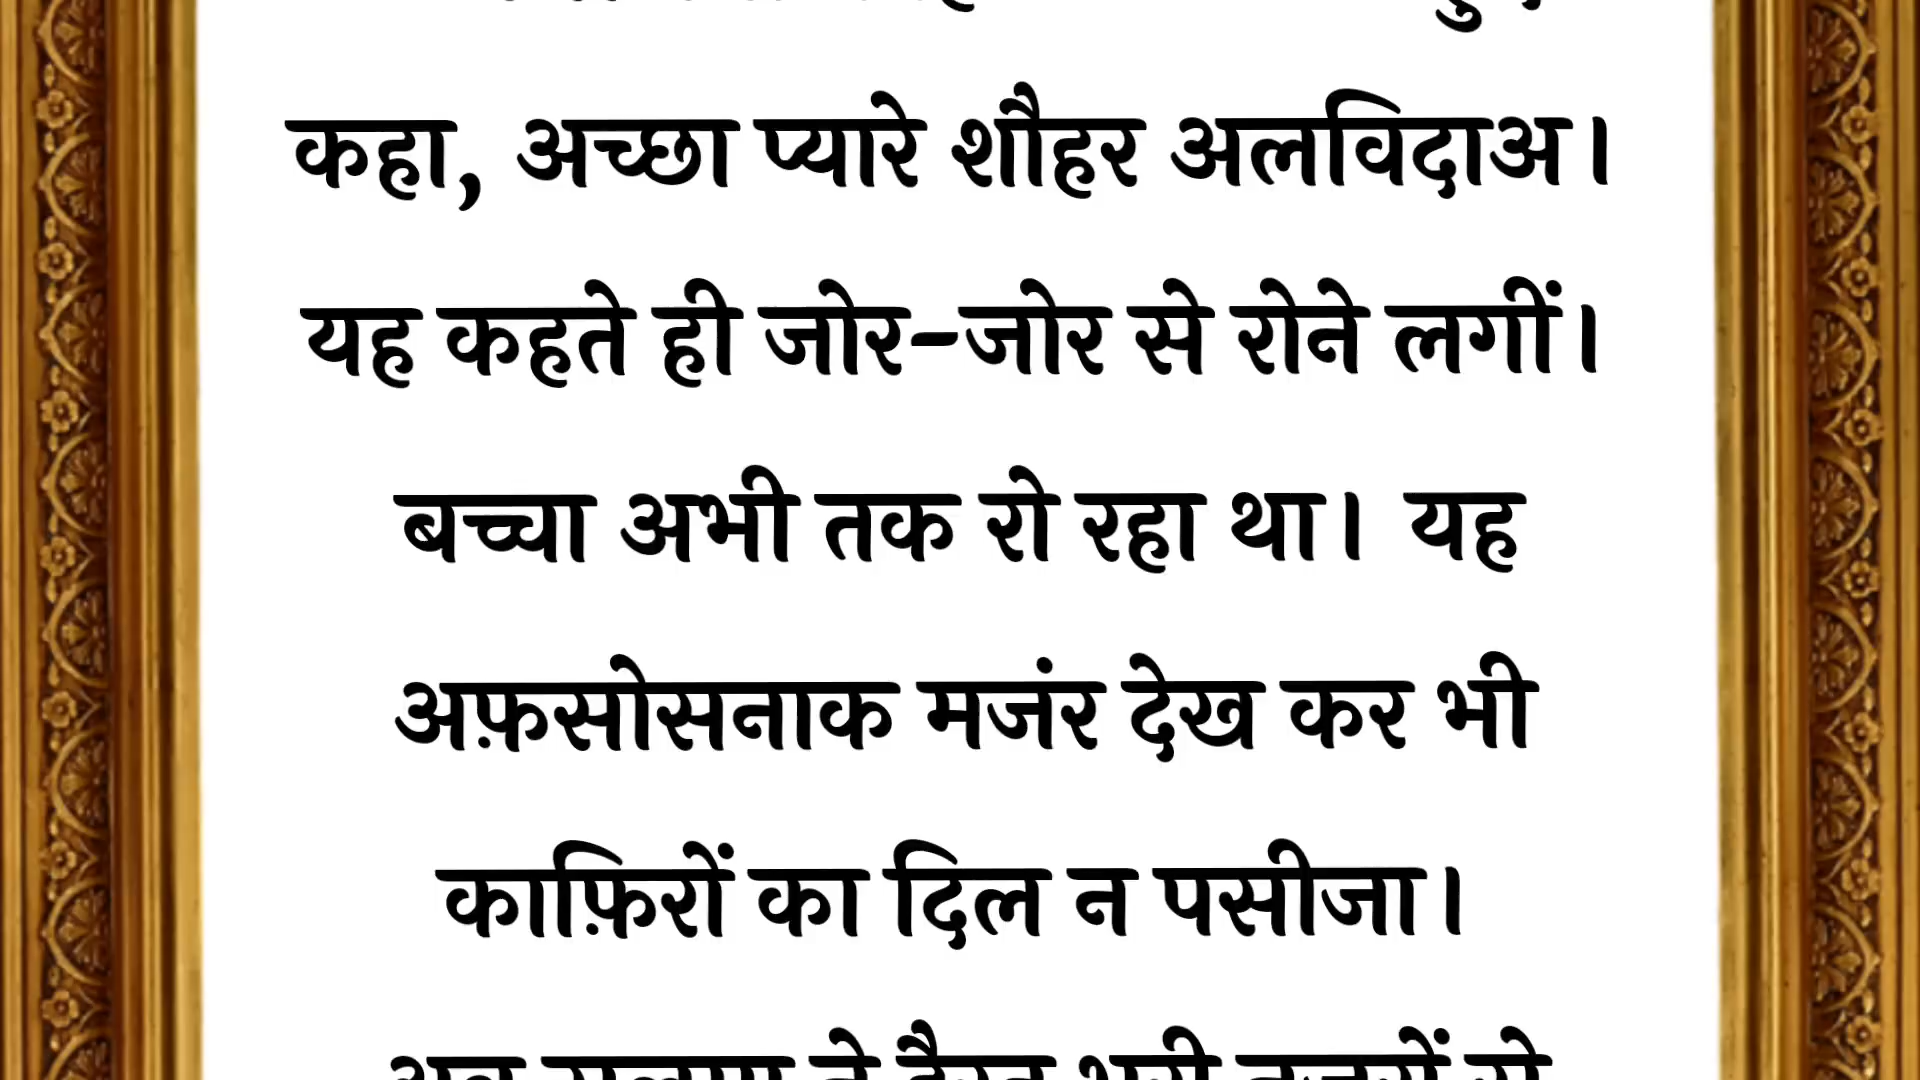 कहा, अच्छा प्यारे शौहर अलविदाअ।
यह कहते ही जोर-जोर से रोने लगीं।
बच्चा अभी तक रो रहा था। यह
अफ़सोसनाक मजंर देख कर भी
काफ़िरों का दिल न पसीजा।